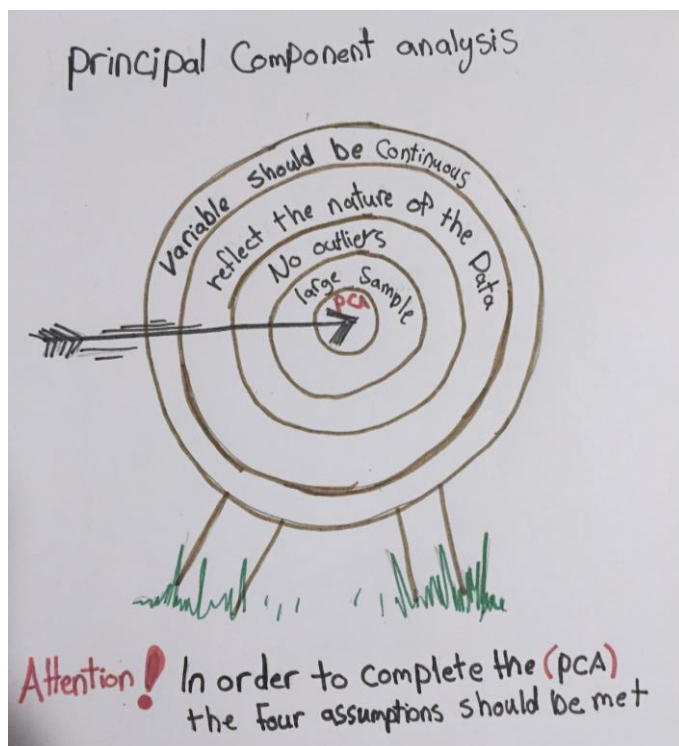 principal Component analysis
Variable should be Continuous
reflect the nature of the Data
No outliers
large Sample
PCA
Attention! In order to complete the (PCA)
the four assumptions should be met